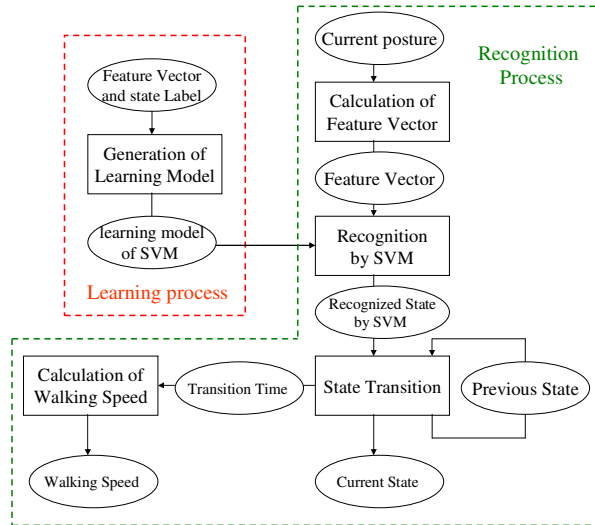 Current posture
Recognition
Process
Feature Vector
and state Label
Calculation of
Feature Vector
Generation of
Learning Model
Feature Vector
learning model
of SVM
Recognition
by SVM
Learning process
Recognized State
by SVM
Calculation of
Walking Speed
Transition Time
State Transition
Previous State
Walking Speed
Current State